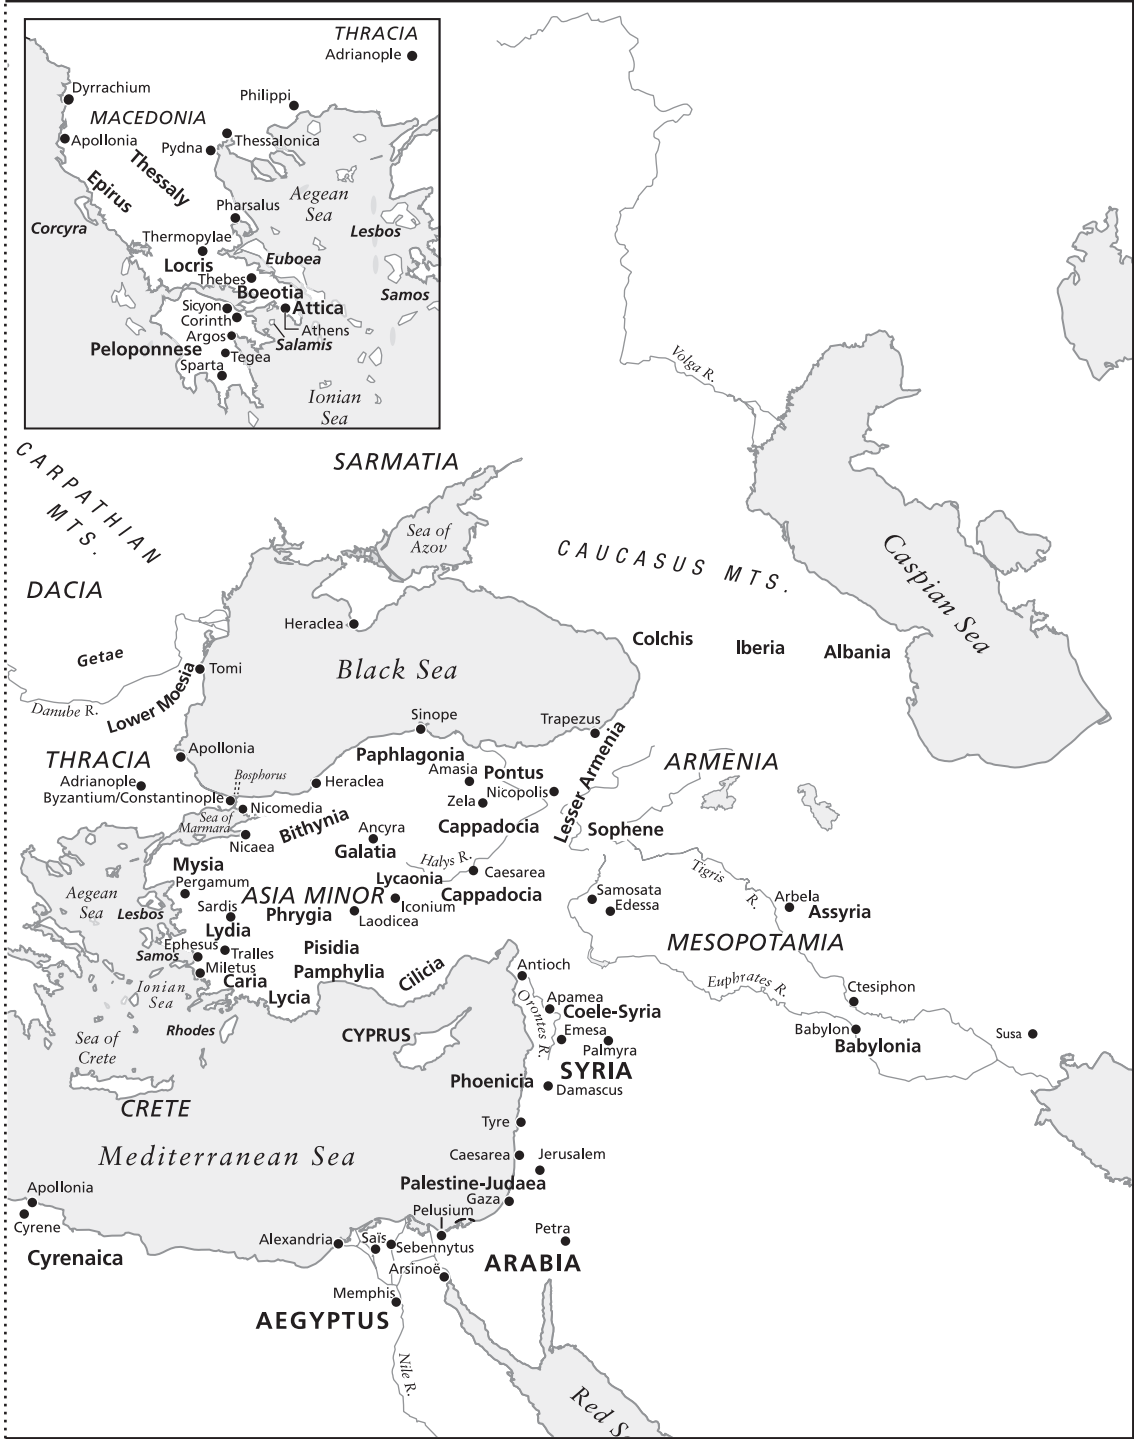 THRACIA
Adrianople
Dyrrachium
Philippi
MACEDONIA
Apollonia
Thessalonica
Pydna
Thessaly
Epirus
Aegean
Sea
Pharsalus
Corcyra
Lesbos
Thermopylae
Euboea
Locris
Thebes
Boeotia
Samos
Sicyon
Attica
Corinth
Athens
Argos
Salamis
Peloponnese
Tegea
Sparta
Ionian
Sea
Volga R.
CARPATHIAN
MTS.
SARMATIA
Sea of
Azov
CAUCASUS MTS.
Caspian Sea
DACIA
Heraclea
Colchis
Iberia
Albania
Getae
Tomi
Black Sea
Danube R.
Lower Moesia
Sinope
Trapezus
Apollonia
Paphlagonia
Lesser Armenia
THRACIA
Adrianople
Bosphorus
Heraclea
Amasia
Pontus
Nicopolis
ARMENIA
Byzantium/Constantinople
Zela
Nicomedia
Sea of
Marmara
Bithynia
Ancyra
Cappadocia
Sophene
Nicaea
Galatia
Mysia
Halys R.
Caesarea
Tigris
R.
Pergamum
Lycaonia
Aegean
Sea
Lesbos
ASIA MINOR
Cappadocia
Samosata
Edessa
Arbela
Assyria
Sardis
Phrygia
Iconium
Laodicea
Lydia
Ephesus
Tralles
Pisidia
MESOPOTAMIA
Samos
Miletus
Caria
Pamphylia
Cilicia
Antioch
Ionian
Sea
Lycia
Euphrates R.
Ctesiphon
Orontes R.
Apamea
Coele-Syria
Rhodes
CYPRUS
Emesa
Palmyra
Babylon
Babylonia
Susa
Sea of
Crete
SYRIA
Phoenicia
Damascus
CRETE
Tyre
Mediterranean Sea
Caesarea
Jerusalem
Palestine-Judaea
Apollonia
Gaza
Pelusium
Cyrene
Petra
Alexandria
Saïs
Sebennytus
Cyrenaica
Arsinoë
ARABIA
Memphis
AEGYPTUS
Nile R.
Red S